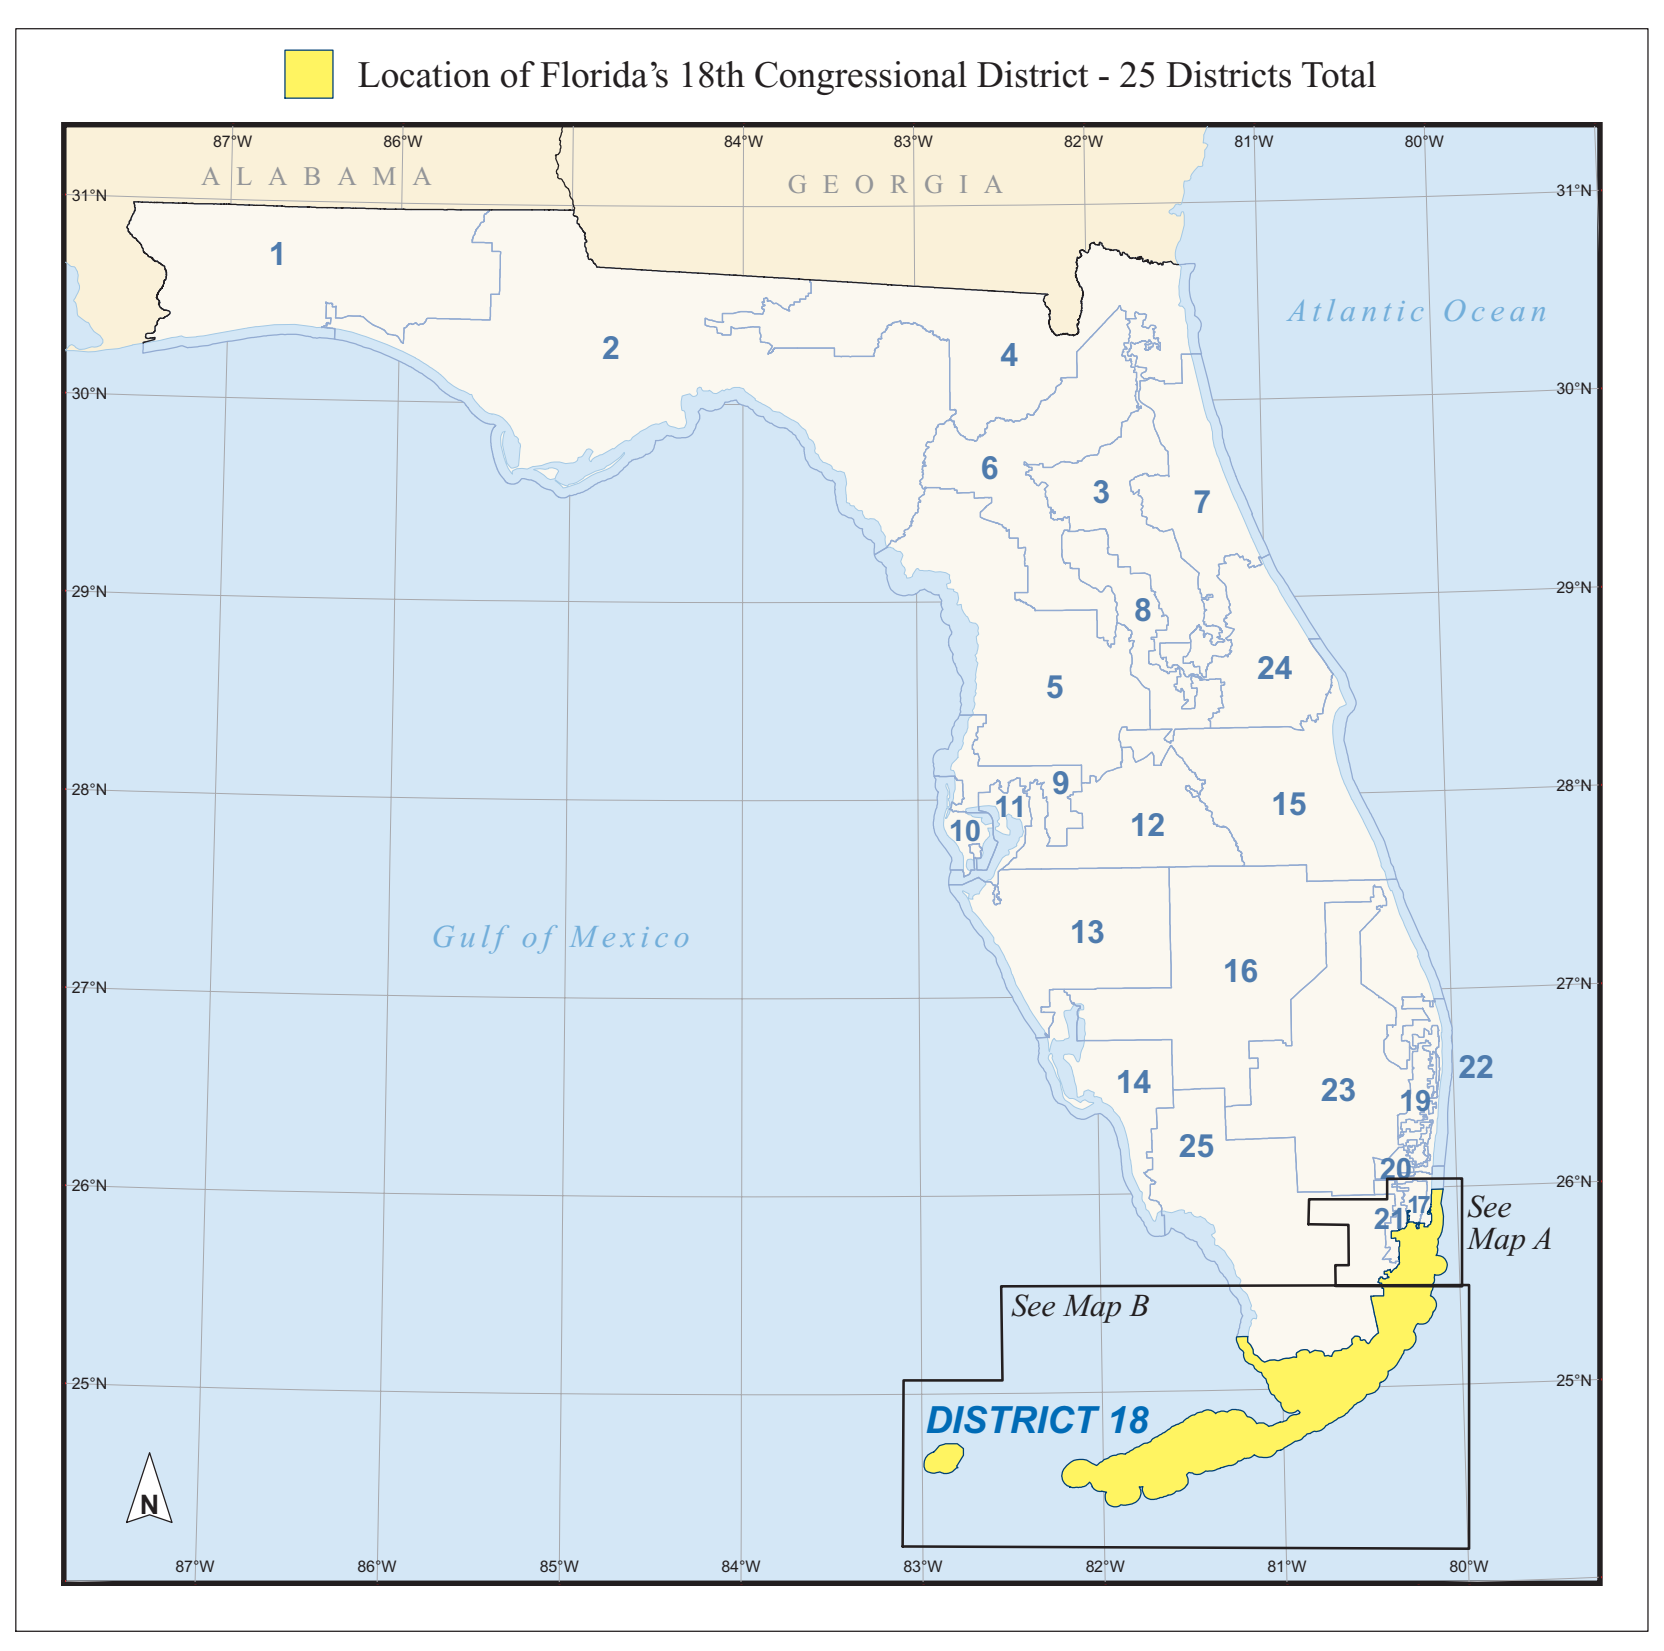 Location of Florida's 18th Congressional District - 25 Districts Total
87°W 86°W 84°W 83°W 82°W 81°W 80°W
ALABAMA
GEORGIA
31°N 31°N
1
Atlantic Ocean
2
4
30°N 30°N
6
3
7
29°N 29°N
8
24
5
28°N 28°N
9
11
15
10
12
13
Gulf of Mexico
16
27°N 27°N
22
14
23
19
25
20
26°N 26°N
17
See
Map A
21
See Map B
25°N 25°N
DISTRICT 18
N
87°W 86°W 85°W 84°W 83°W 82°W 81°W 80°W